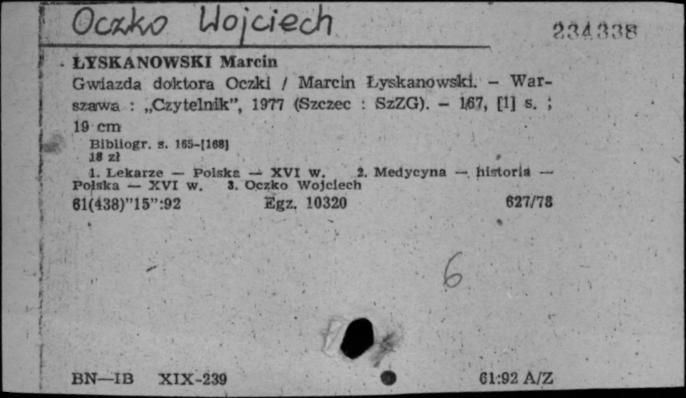 Oczko Wojciech
234338
ŁYSKANOWSKI Marcin
Gwiazda doktora Oczki / Marcin Łyskanowski. — War-
szawa : „Czytelnik”, 1977 (Szczec : SzZG). — 167, [1] s. ;
19 cm
Bibliogr. s. 165-[168]
18 zł
1. Lekarze — Polska — XVI w. 2. Medycyna — historia —
Polska — XVI w. 3. Oczko Wojciech
61(438)"15":92 Egz. 10320 627/78
6
BN—IB XIX-239 61:92 A/Z